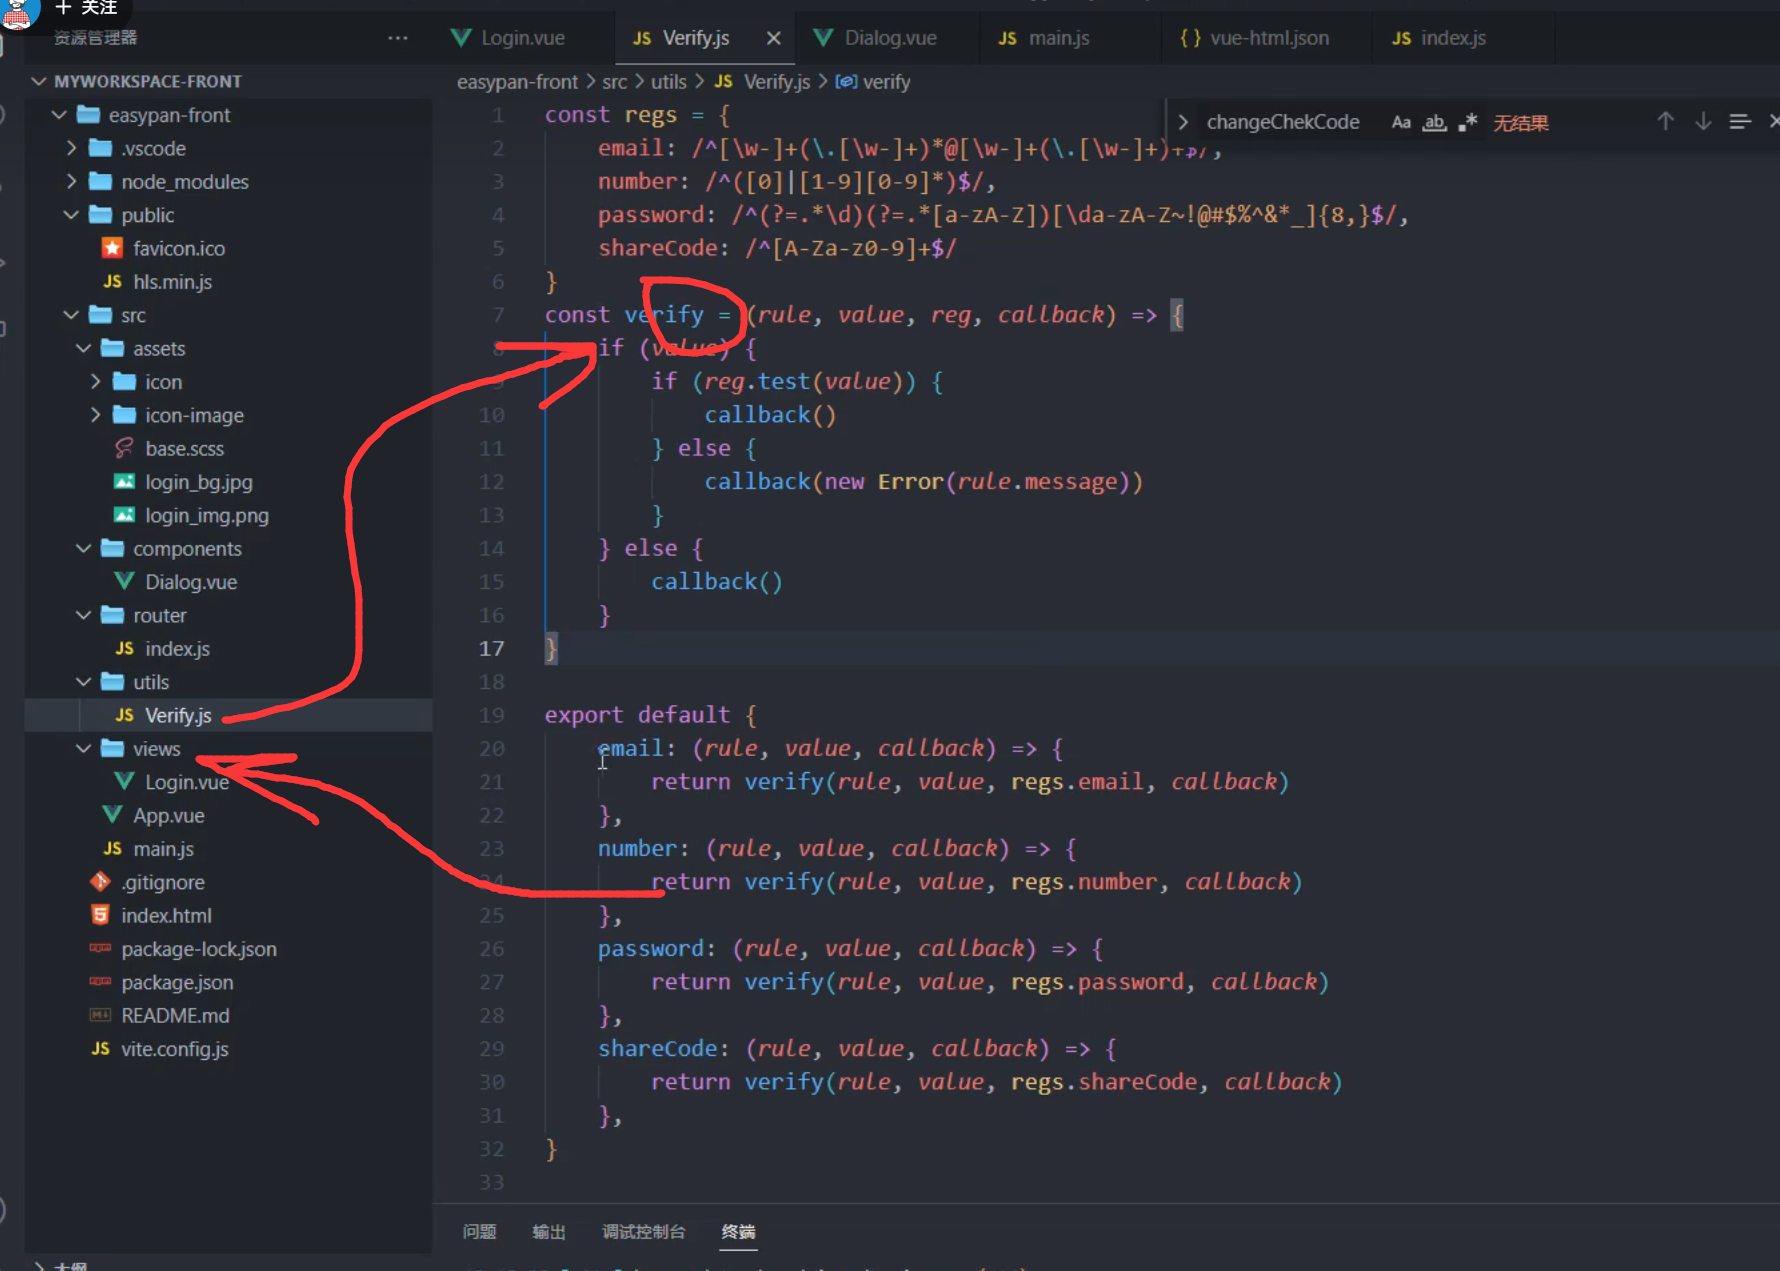 + 关注
资源管理器 ···
Login.vue JS Verify.js × Dialog.vue JS main.js { } vue-html.json JS index.js
MYWORKSPACE-FRONT
easypan-front > src > utils > JS Verify.js > verify
changeChekCode Aa ab .* 无结果
easypan-front
.vscode
node_modules
public
favicon.ico
JS hls.min.js
src
assets
icon
icon-image
base.scss
login_bg.jpg
login_img.png
components
Dialog.vue
router
JS index.js
utils
JS Verify.js
views
Login.vue
App.vue
JS main.js
.gitignore
index.html
package-lock.json
package.json
README.md
JS vite.config.js
1 const regs = {
2 email: /^[\w-]+(\.[\w-]+)*@[\w-]+(\.[\w-]+)+$/,
3 number: /^([0]|[1-9][0-9]*)$/,
4 password: /^(?=.*\d)(?=.*[a-zA-Z])[\da-zA-Z~!@#$%^&*_]{8,}$/,
5 shareCode: /^[A-Za-z0-9]+$/
6 }
7 const verify = (rule, value, reg, callback) => {
8 if (value) {
9 if (reg.test(value)) {
10 callback()
11 } else {
12 callback(new Error(rule.message))
13 }
14 } else {
15 callback()
16 }
17 }
18
19 export default {
20 email: (rule, value, callback) => {
21 return verify(rule, value, regs.email, callback)
22 },
23 number: (rule, value, callback) => {
24 return verify(rule, value, regs.number, callback)
25 },
26 password: (rule, value, callback) => {
27 return verify(rule, value, regs.password, callback)
28 },
29 shareCode: (rule, value, callback) => {
30 return verify(rule, value, regs.shareCode, callback)
31 },
32 }
33
问题 输出 调试控制台 终端